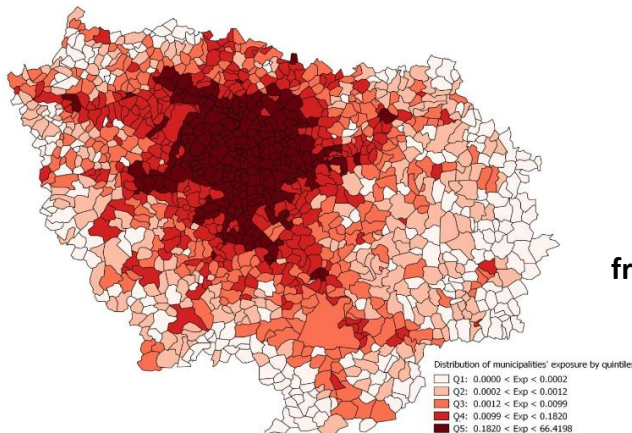 fr
Distribution of municipalities' exposure by quintiles
Q1: 0.0000 < Exp < 0.0002
Q2: 0.0002 < Exp < 0.0012
Q3: 0.0012 < Exp < 0.0099
Q4: 0.0099 < Exp < 0.1820
Q5: 0.1820 < Exp < 66.4198